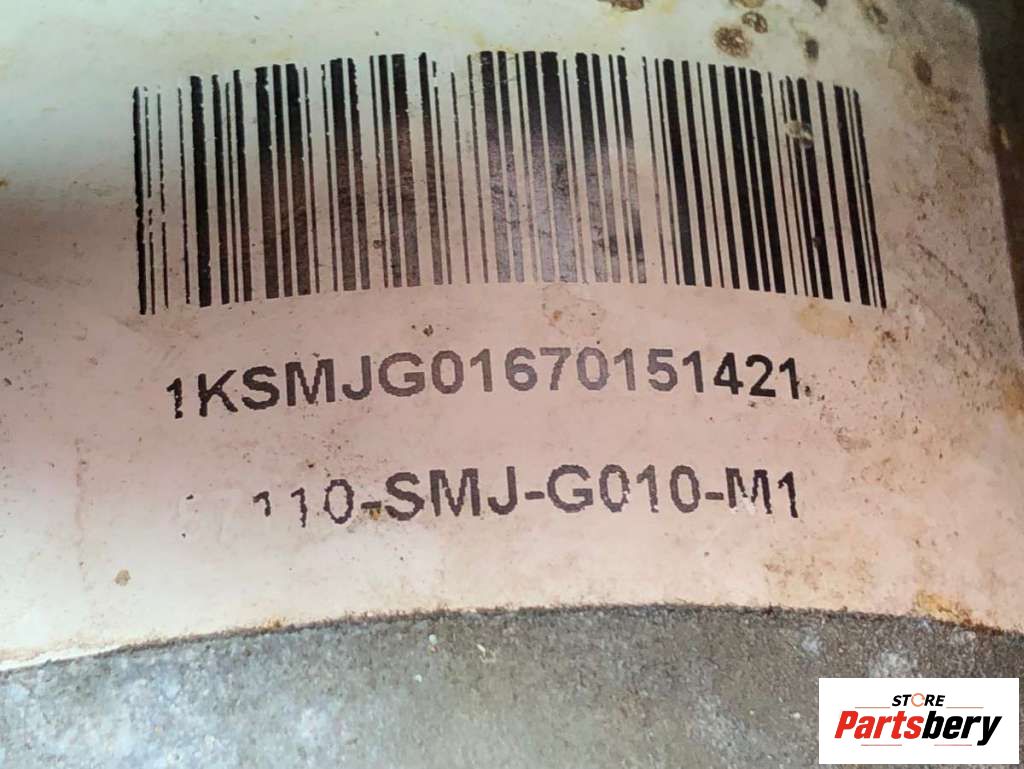 1KSMJG01670151421
110-SMJ-G010-M1
STORE
Partsbery